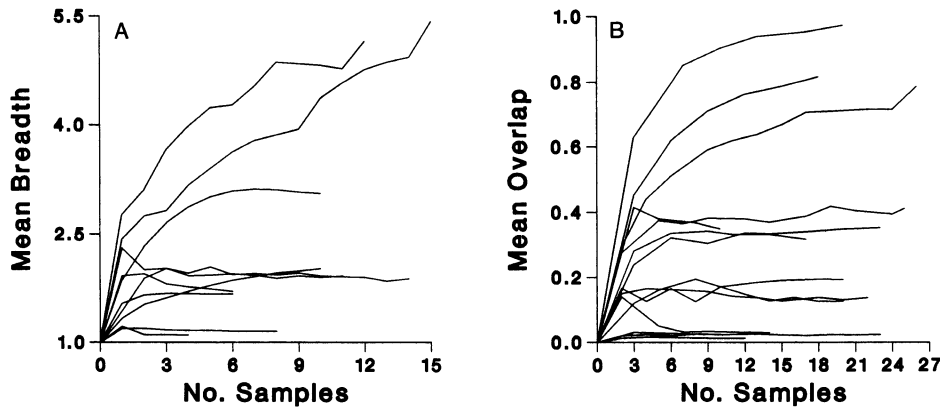 A
5.5
4.0
2.5
1.0
Mean Breadth
0 3 6 9 12 15
No. Samples
B
1.0
0.8
0.6
0.4
0.2
0.0
Mean Overlap
0 3 6 9 12 15 18 21 24 27
No. Samples